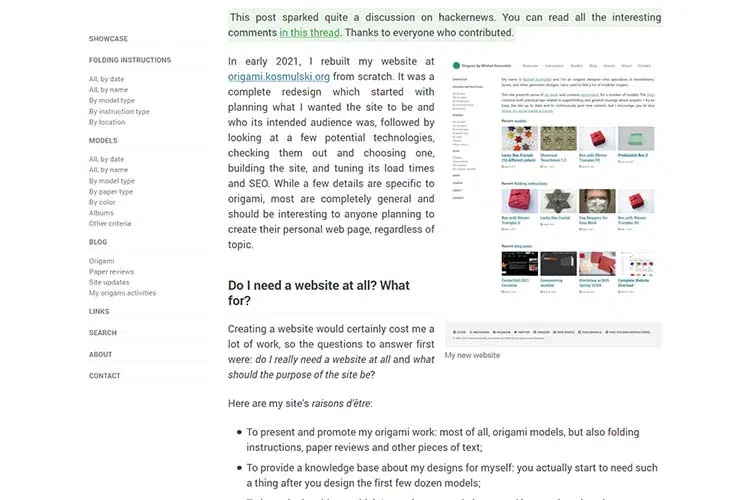 SHOWCASE
FOLDING INSTRUCTIONS
All, by date
All, by name
By model type
By instruction type
By location
MODELS
All, by date
All, by name
By model type
By paper type
By color
Albums
Other criteria
BLOG
Origami
Paper reviews
Site updates
My origami activities
LINKS
SEARCH
ABOUT
CONTACT
This post sparked quite a discussion on hackernews. You can read all the interesting
comments in this thread. Thanks to everyone who contributed.
In early 2021, I rebuilt my website at
origami.kosmulski.org from scratch. It was a
complete redesign which started with
planning what I wanted the site to be and
who its intended audience was, followed by
looking at a few potential technologies,
checking them out and choosing one,
building the site, and tuning its load times
and SEO. While a few details are specific to
origami, most are completely general and
should be interesting to anyone planning to
create their personal web page, regardless of
topic.
Origami by Michał Kosmulski
Recent models
Recent folding instructions
Recent blog posts
My new website
Do I need a website at all? What
for?
Creating a website would certainly cost me a
lot of work, so the questions to answer first
were: do I really need a website at all and what
should the purpose of the site be?
Here are my site's raisons d'être:
To present and promote my origami work: most of all, origami models, but also folding
instructions, paper reviews and other pieces of text;
To provide a knowledge base about my designs for myself: you actually start to need such
a thing after you design the first few dozen models;